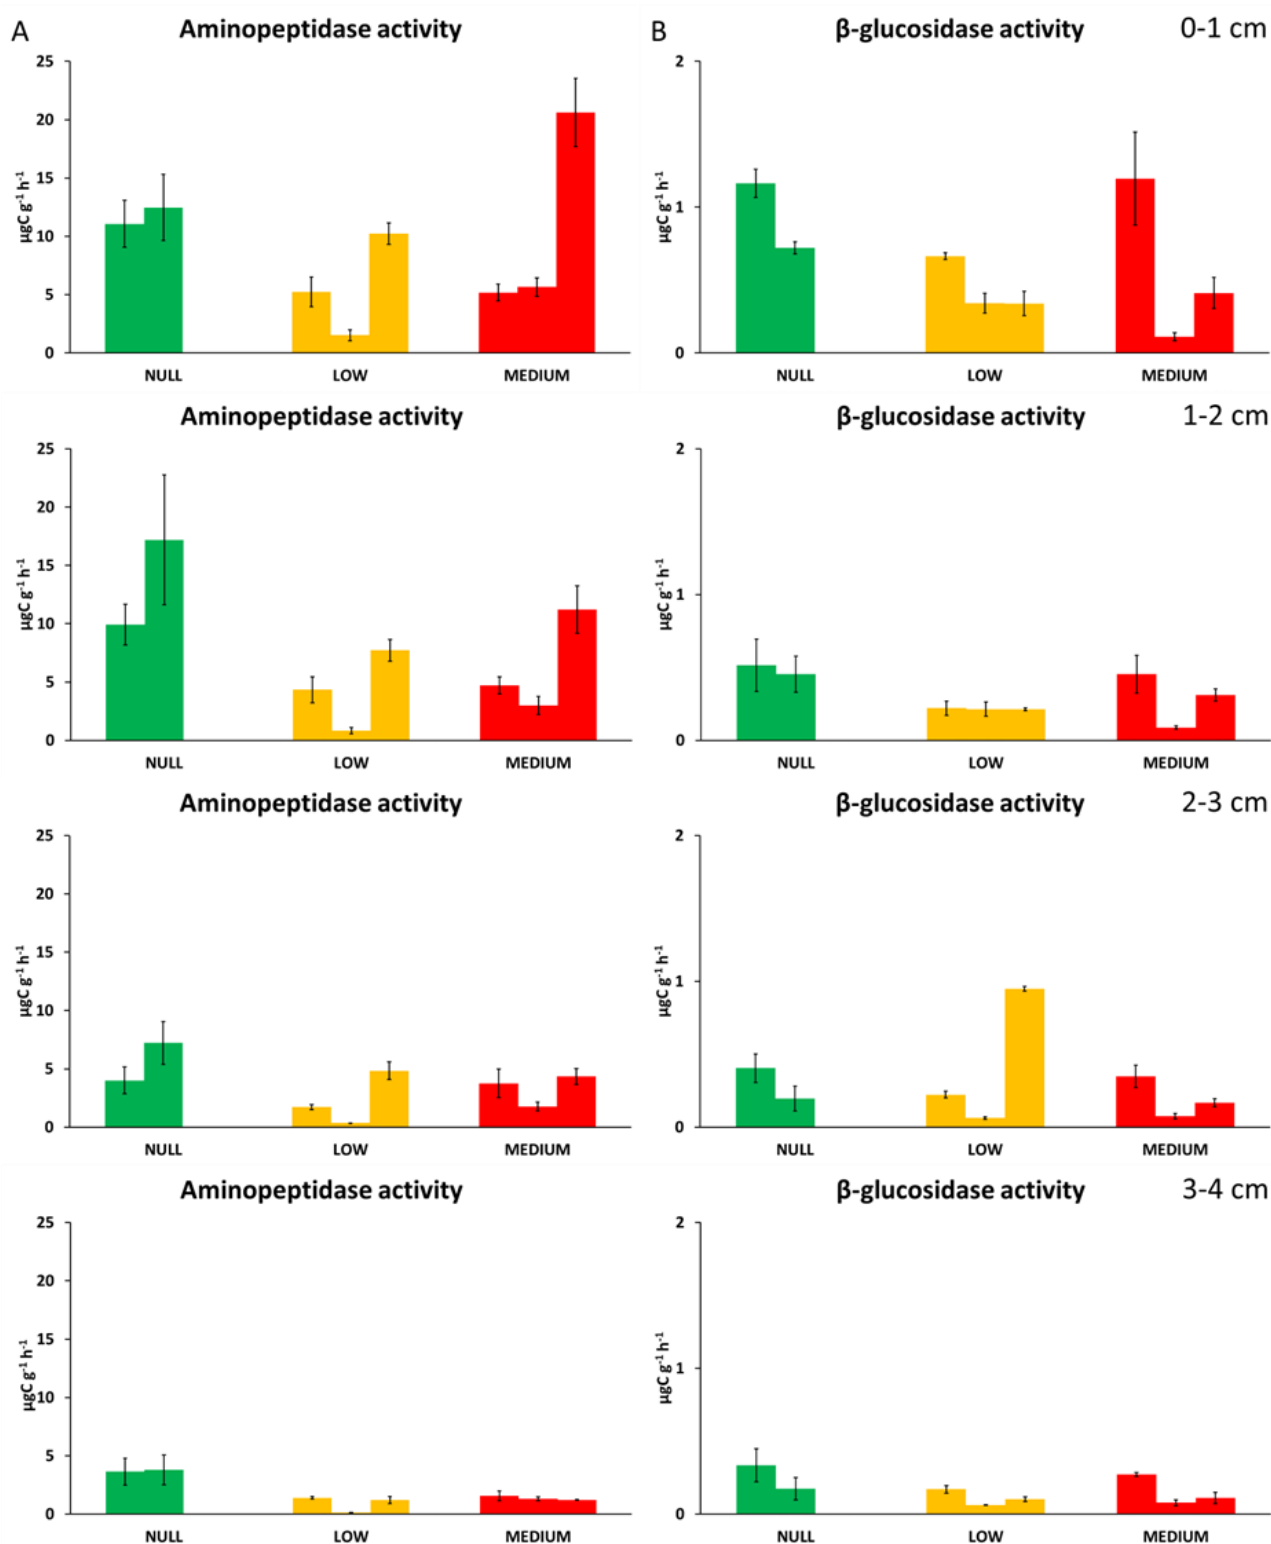 A Aminopeptidase activity
25
20
15
10
5
0
µgC g-1 h-1
NULL LOW MEDIUM
B β-glucosidase activity 0-1 cm
2
1
0
µgC g-1 h-1
NULL LOW MEDIUM
Aminopeptidase activity
25
20
15
10
5
0
µgC g-1 h-1
NULL LOW MEDIUM
β-glucosidase activity 1-2 cm
2
1
0
µgC g-1 h-1
NULL LOW MEDIUM
Aminopeptidase activity
25
20
15
10
5
0
µgC g-1 h-1
NULL LOW MEDIUM
β-glucosidase activity 2-3 cm
2
1
0
µgC g-1 h-1
NULL LOW MEDIUM
Aminopeptidase activity
25
20
15
10
5
0
µgC g-1 h-1
NULL LOW MEDIUM
β-glucosidase activity 3-4 cm
2
1
0
µgC g-1 h-1
NULL LOW MEDIUM